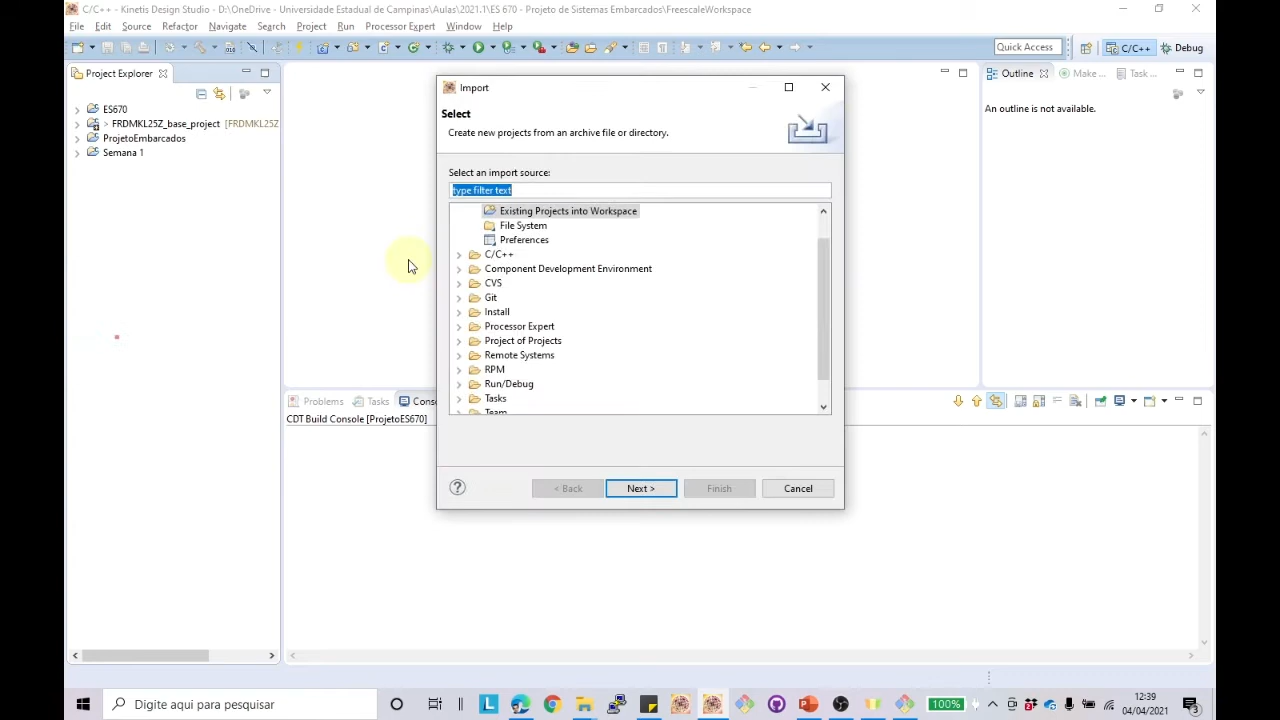 C/C++ - Kinetis Design Studio - D:\OneDrive - Universidade Estadual de Campinas\Aulas\2021.1\ES 670 - Projeto de Sistemas Embarcados\FreescaleWorkspace
File Edit Source Refactor Navigate Search Project Run Processor Expert Window Help
Quick Access
C/C++
Debug
Project Explorer
ES670
> FRDMKL25Z_base_project [FRDMKL25Z
ProjetoEmbarcados
Semana 1
Import
Select
Create new projects from an archive file or directory.
Select an import source:
type filter text
Existing Projects into Workspace
File System
Preferences
C/C++
Component Development Environment
CVS
Git
Install
Processor Expert
Project of Projects
Remote Systems
RPM
Run/Debug
Tasks
Team
< Back
Next >
Finish
Cancel
Outline
Make ...
Task ...
An outline is not available.
Problems
Tasks
Conso
CDT Build Console [ProjetoES670]
Digite aqui para pesquisar
100%
12:39
04/04/2021
3